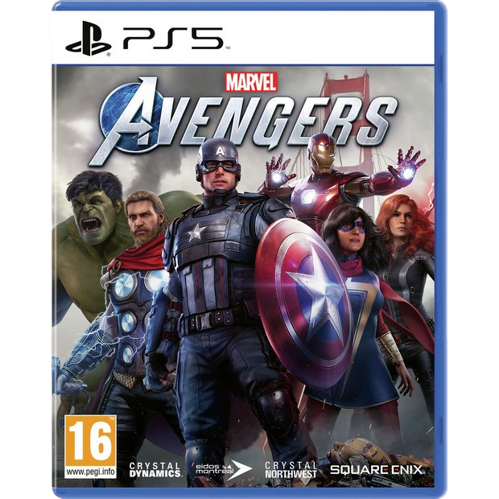 PS5
MARVEL
AVENGERS
A
16
www.pegi.info
CRYSTAL
DYNAMICS
eidos
montréal
CRYSTAL
NORTHWEST
SQUARE ENIX